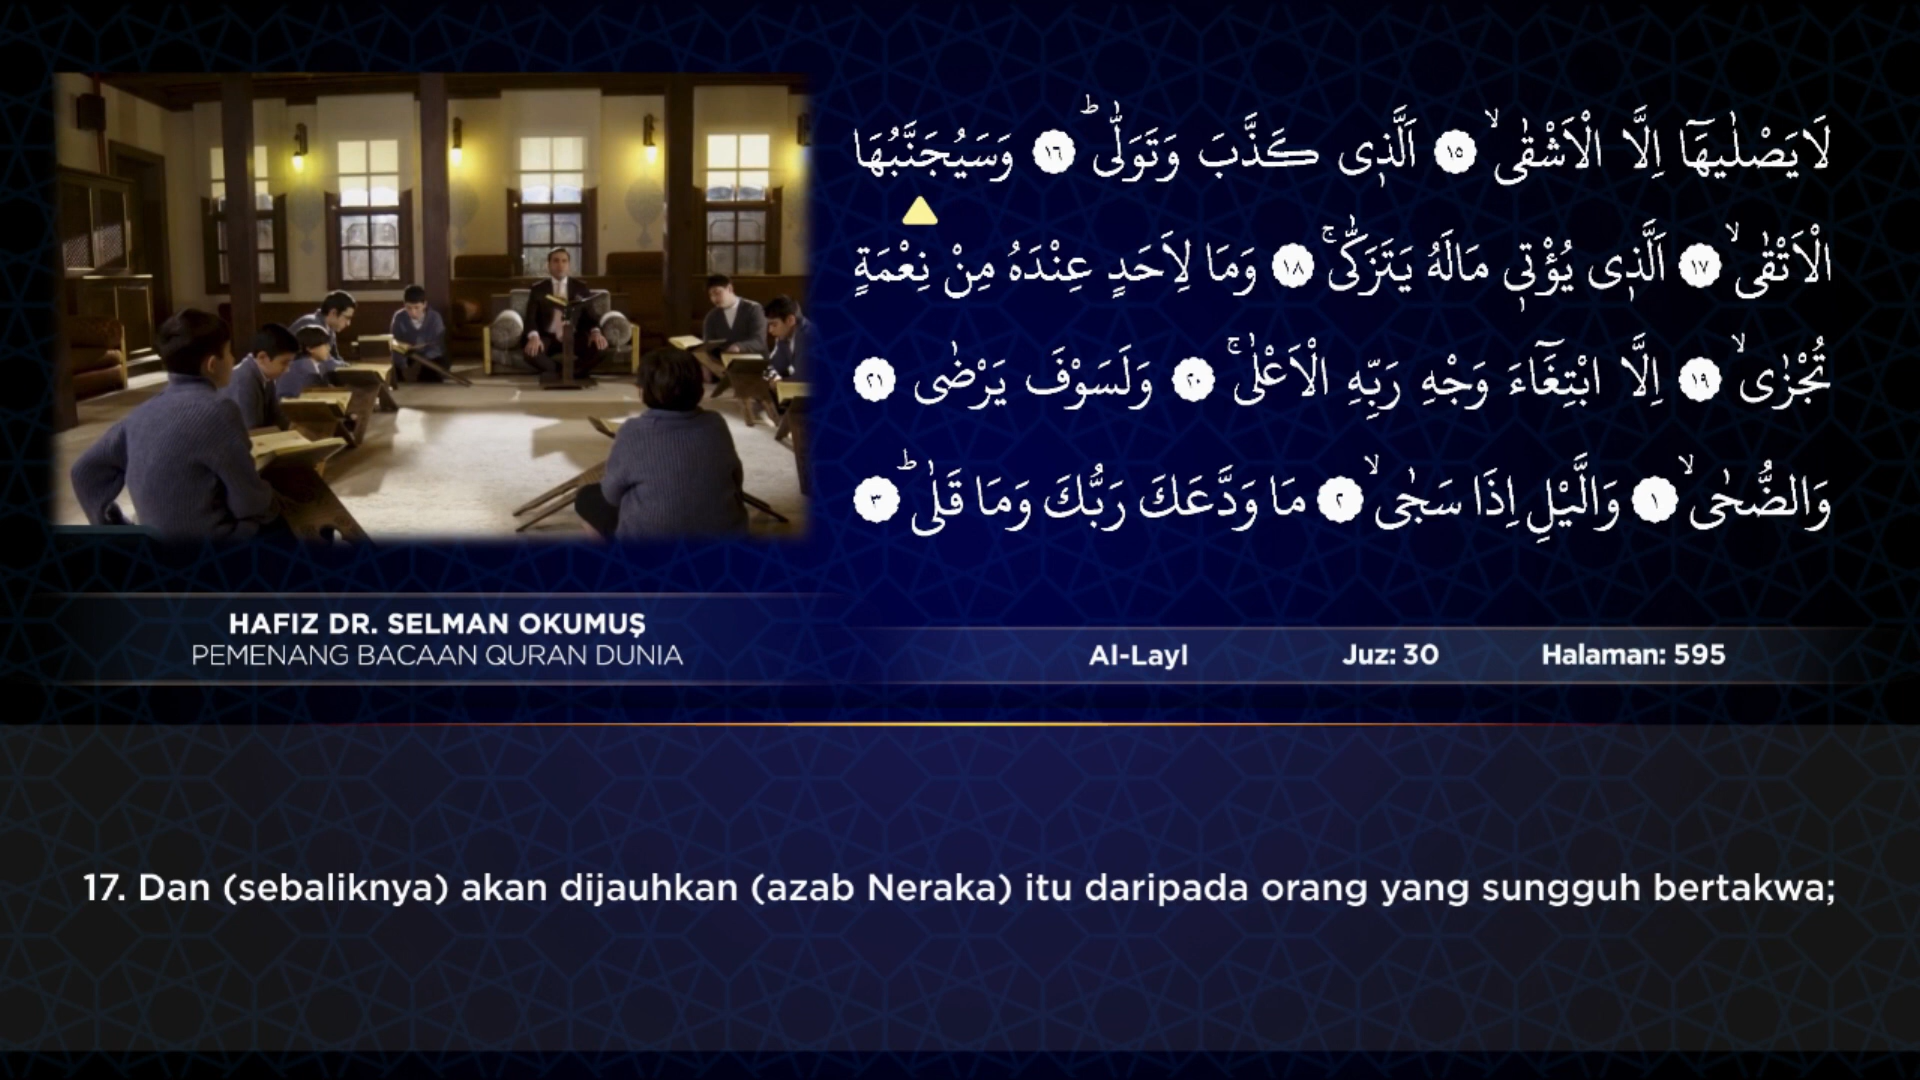 لَا يَصْلٰيهَٓا اِلَّا الْاَشْقٰىۙ ١٥ اَلَّذ۪ى كَذَّبَ وَتَوَلّٰىۜ ١٦ وَسَيُجَنَّبُهَا
الْاَتْقٰىۙ ١٧ اَلَّذ۪ى يُؤْت۪ى مَالَهُ يَتَزَكّٰىۚ ١٨ وَمَا لِاَحَدٍ عِنْدَهُ مِنْ نِعْمَةٍ
تُجْزٰىۙ ١٩ اِلَّا ابْتِغَٓاءَ وَجْهِ رَبِّهِ الْاَعْلٰىۚ ٢٠ وَلَسَوْفَ يَرْضٰى ٢١
وَالضُّحٰىۙ ١ وَالَّيْلِ اِذَا سَجٰىۙ ٢ مَا وَدَّعَكَ رَبُّكَ وَمَا قَلٰىۜ ٣
HAFIZ DR. SELMAN OKUMUŞ
PEMENANG BACAAN QURAN DUNIA
Al-Layl Juz: 30 Halaman: 595
17. Dan (sebaliknya) akan dijauhkan (azab Neraka) itu daripada orang yang sungguh bertakwa;